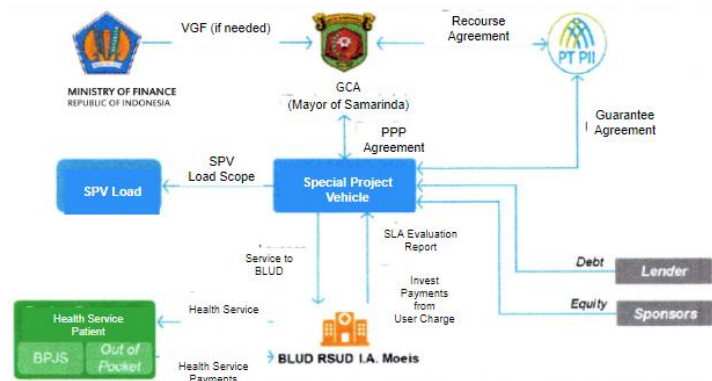 VGF (if needed)
Recourse
Agreement
PT PII
MINISTRY OF FINANCE
REPUBLIC OF INDONESIA
GCA
(Mayor of Samarinda)
Guarantee
Agreement
PPP
Agreement
SPV
Load Scope
SPV Load
Special Project
Vehicle
SLA Evaluation
Report
Service to
BLUD
Invest
Payments
from
User Charge
Debt
Lender
Equity
Sponsors
Health Service
Patient
BPJS
Out of
Pocket
Health Service
Health Service
Payments
BLUD RSUD I.A. Moeis